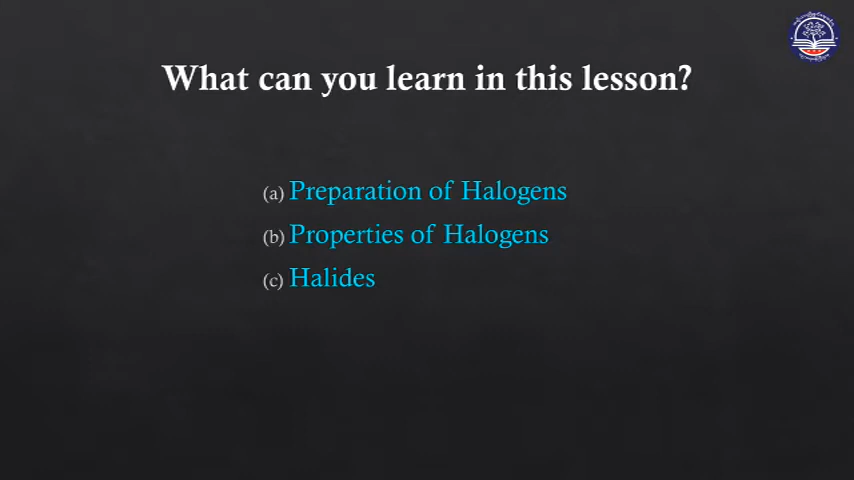 What can you learn in this lesson?
(a) Preparation of Halogens
(b) Properties of Halogens
(c) Halides